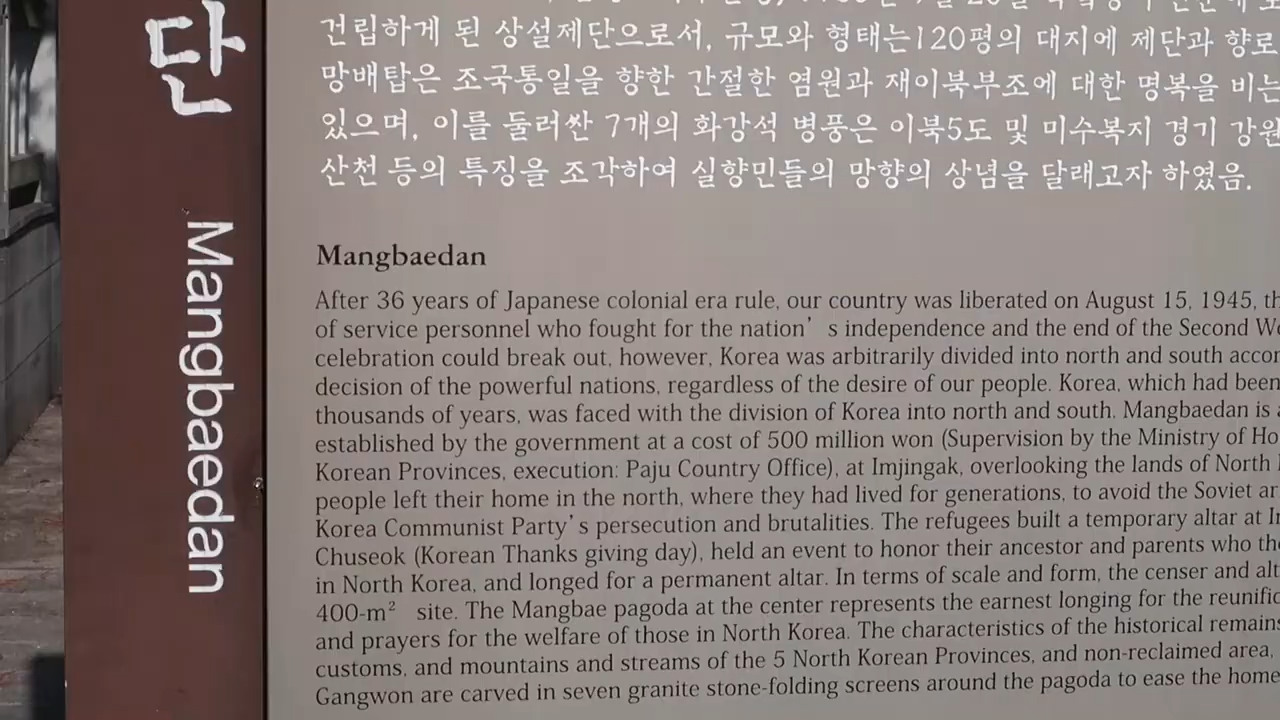 단
Mangbaedan
건립하게 된 상설제단으로서, 규모와 형태는120평의 대지에 제단과 향로
망배탑은 조국통일을 향한 간절한 염원과 재이북부조에 대한 명복을 비는
있으며, 이를 둘러싼 7개의 화강석 병풍은 이북5도 및 미수복지 경기 강원
산천 등의 특징을 조각하여 실향민들의 망향의 상념을 달래고자 하였음.
Mangbaedan
After 36 years of Japanese colonial era rule, our country was liberated on August 15, 1945,
of service personnel who fought for the nation's independence and the end of the Second
celebration could break out, however, Korea was arbitrarily divided into north and south
decision of the powerful nations, regardless of the desire of our people. Korea, which had been
thousands of years, was faced with the division of Korea into north and south. Mangbaedan is
established by the government at a cost of 500 million won (Supervision by the Ministry of
Korean Provinces, execution: Paju Country Office), at Imjingak, overlooking the lands of North
people left their home in the north, where they had lived for generations, to avoid the Soviet
Korea Communist Party's persecution and brutalities. The refugees built a temporary altar at
Chuseok (Korean Thanks giving day), held an event to honor their ancestor and parents who
in North Korea, and longed for a permanent altar. In terms of scale and form, the censer and
400-m² site. The Mangbae pagoda at the center represents the earnest longing for the
and prayers for the welfare of those in North Korea. The characteristics of the historical remains
customs, and mountains and streams of the 5 North Korean Provinces, and non-reclaimed area,
Gangwon are carved in seven granite stone-folding screens around the pagoda to ease the home